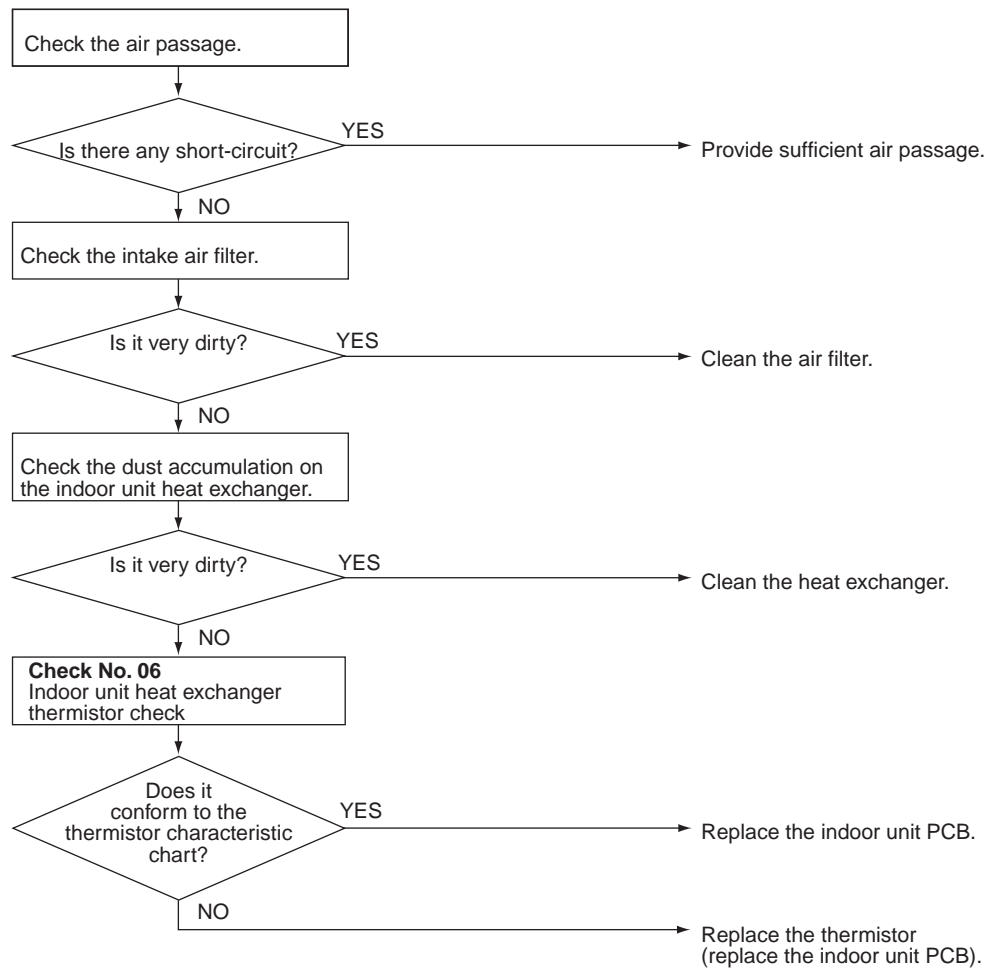 Check the air passage.
Is there any short-circuit?
YES
Provide sufficient air passage.
NO
Check the intake air filter.
Is it very dirty?
YES
Clean the air filter.
NO
Check the dust accumulation on
the indoor unit heat exchanger.
Is it very dirty?
YES
Clean the heat exchanger.
NO
Check No. 06
Indoor unit heat exchanger
thermistor check
Does it
conform to the
thermistor characteristic
chart?
YES
Replace the indoor unit PCB.
NO
Replace the thermistor
(replace the indoor unit PCB).